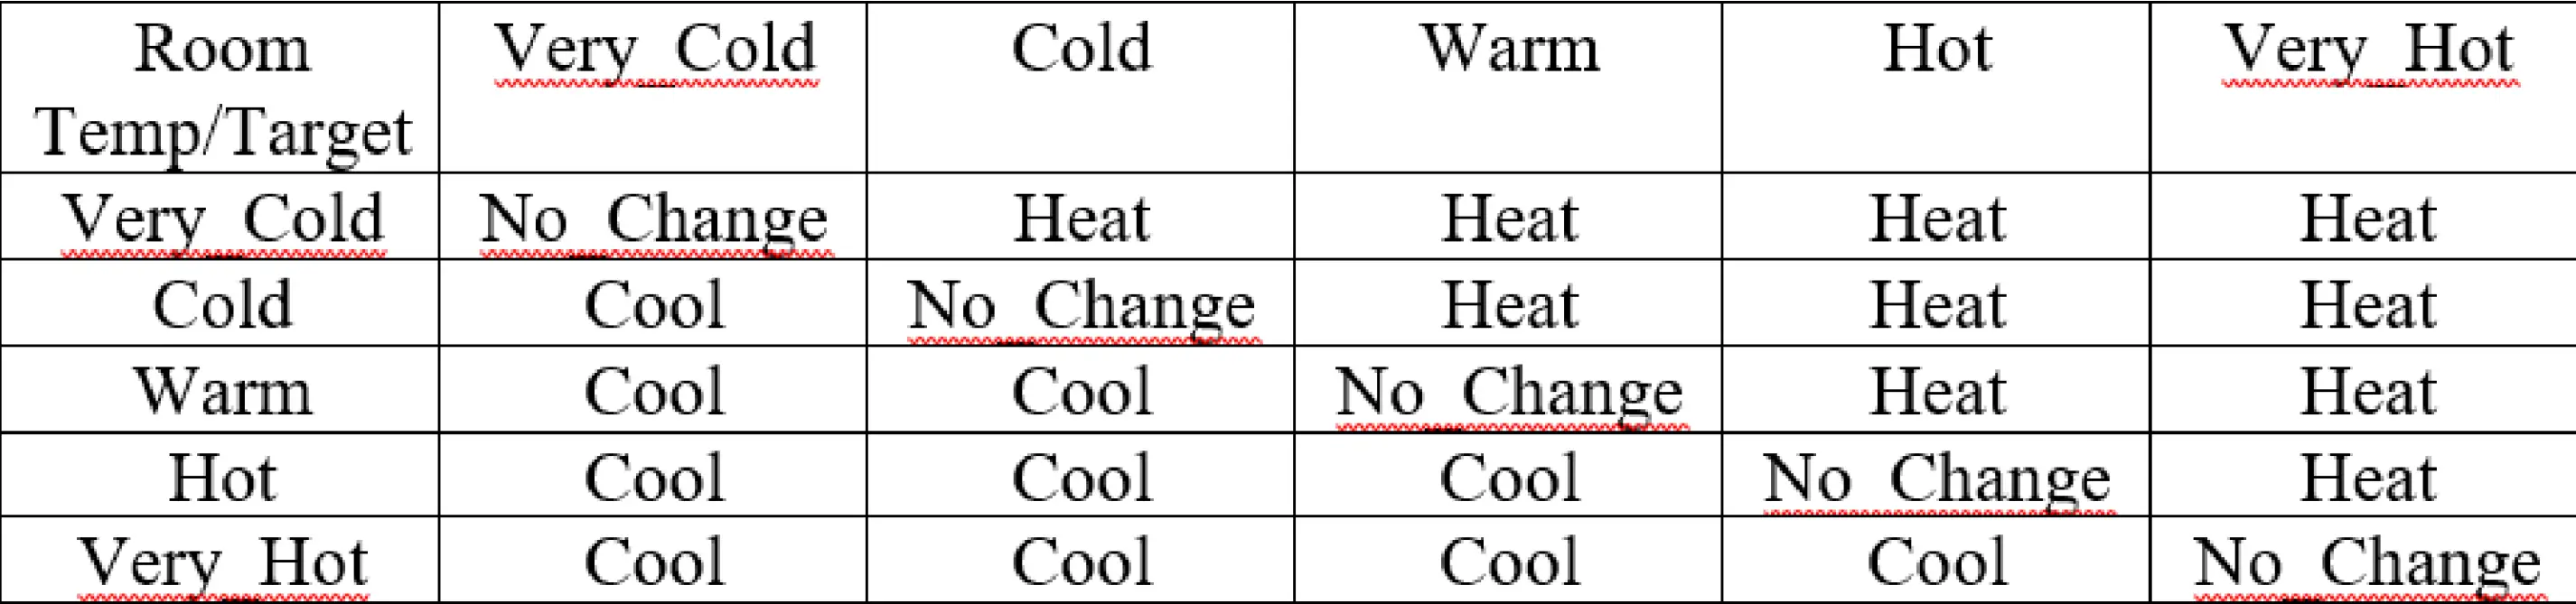 Room Very_Cold Cold Warm Hot Very_Hot
Temp/Target
Very_Cold No_Change Heat Heat Heat Heat
Cold Cool No_Change Heat Heat Heat
Warm Cool Cool No_Change Heat Heat
Hot Cool Cool Cool No_Change Heat
Very_Hot Cool Cool Cool Cool No_Change